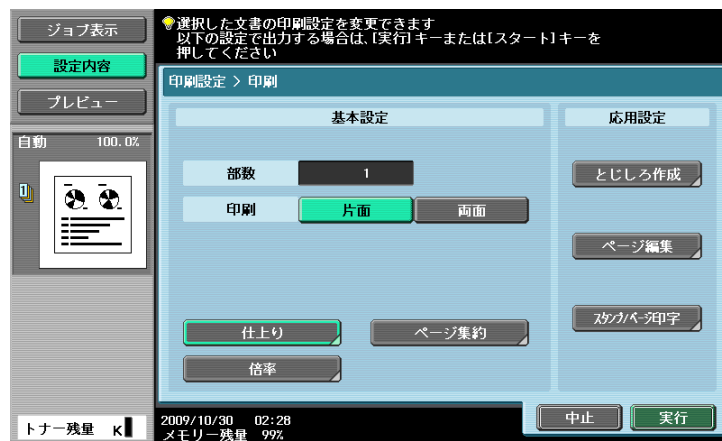 ジョブ表示
設定内容
プレビュー
自動 100.0%
トナー残量 K
選択した文書の印刷設定を変更できます
以下の設定で出力する場合は、[実行]キーまたは[スタート]キーを
押してください
印刷設定 > 印刷
基本設定
部数 1
印刷 片面 両面
仕上り ページ集約
倍率
応用設定
とじしろ作成
ページ編集
スタンプ/ページ印字
2009/10/30 02:28
メモリー残量 99%
中止 実行